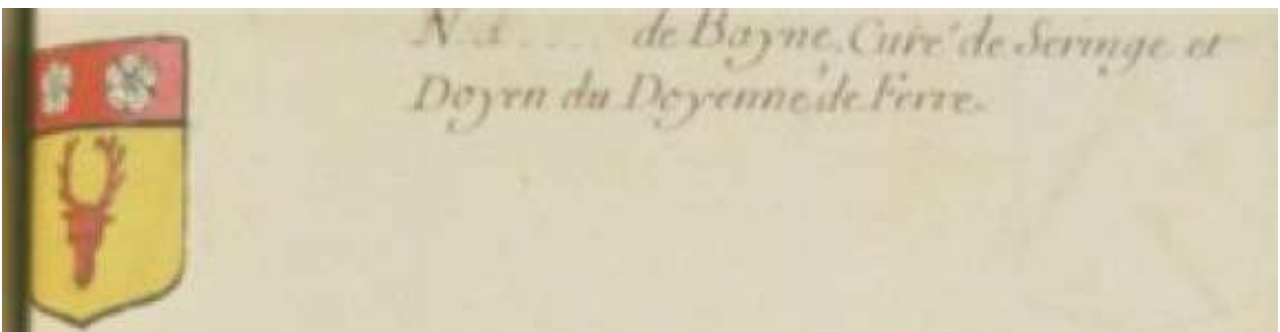 N. a .... de Bayne, Curé de Seringe et
Doyen du Doyenné de Ferre.